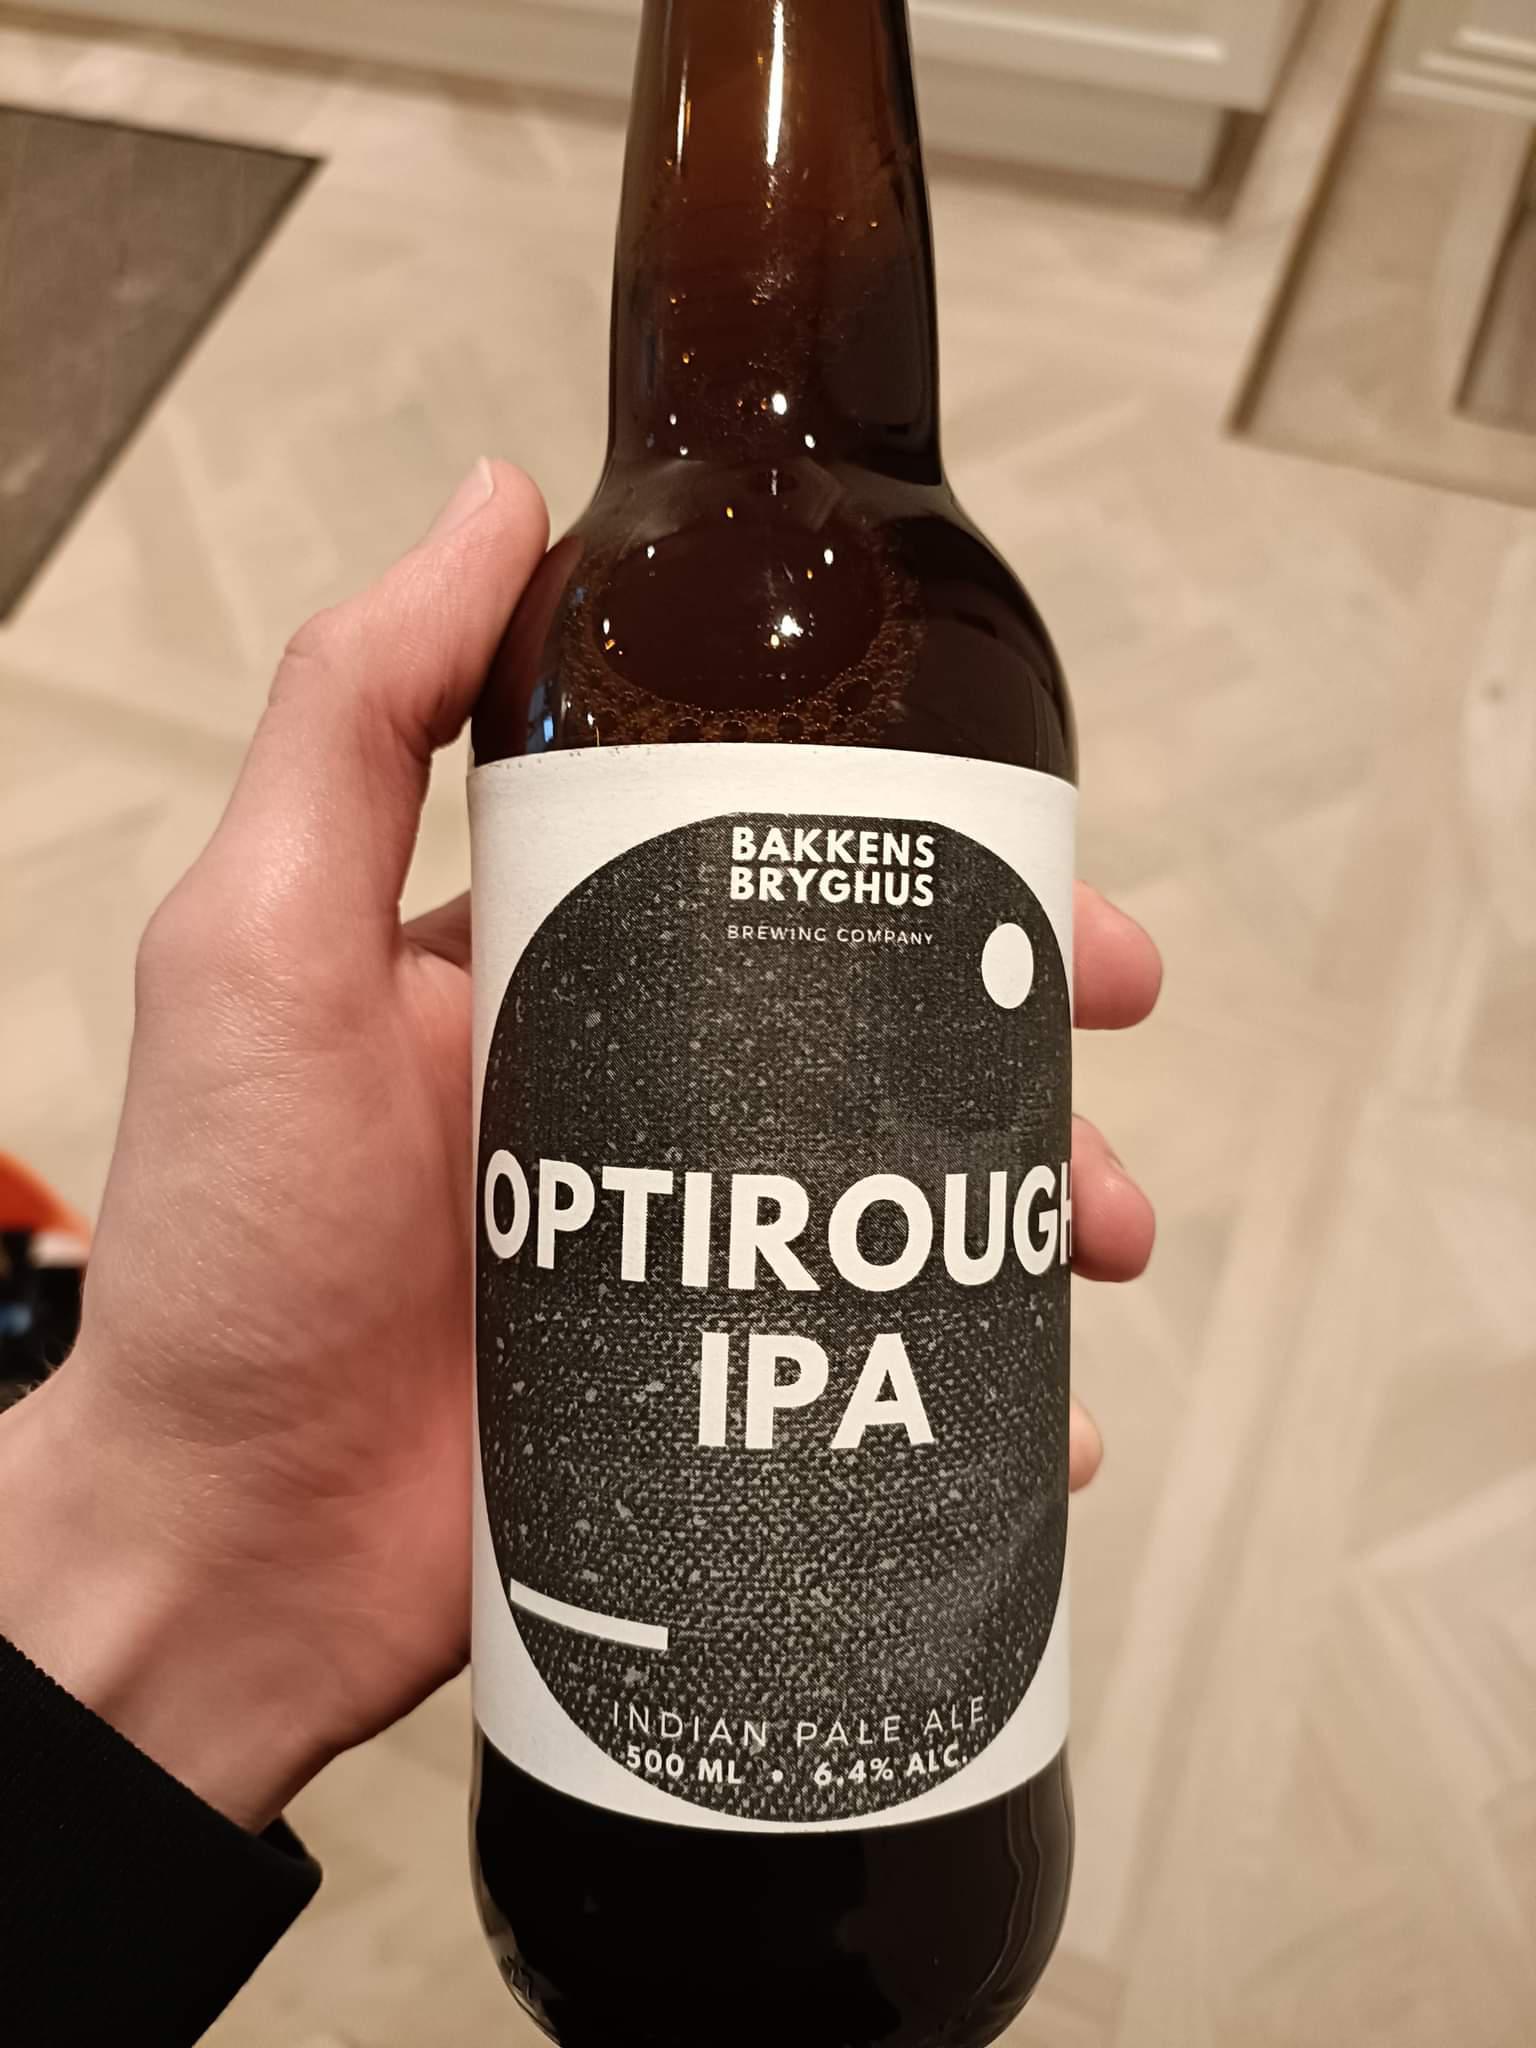 BAKKENS
BRYGHUS
BREWING COMPANY
OPTIROUGH
IPA
INDIAN PALE ALE
500 ML • 6.4% ALC.